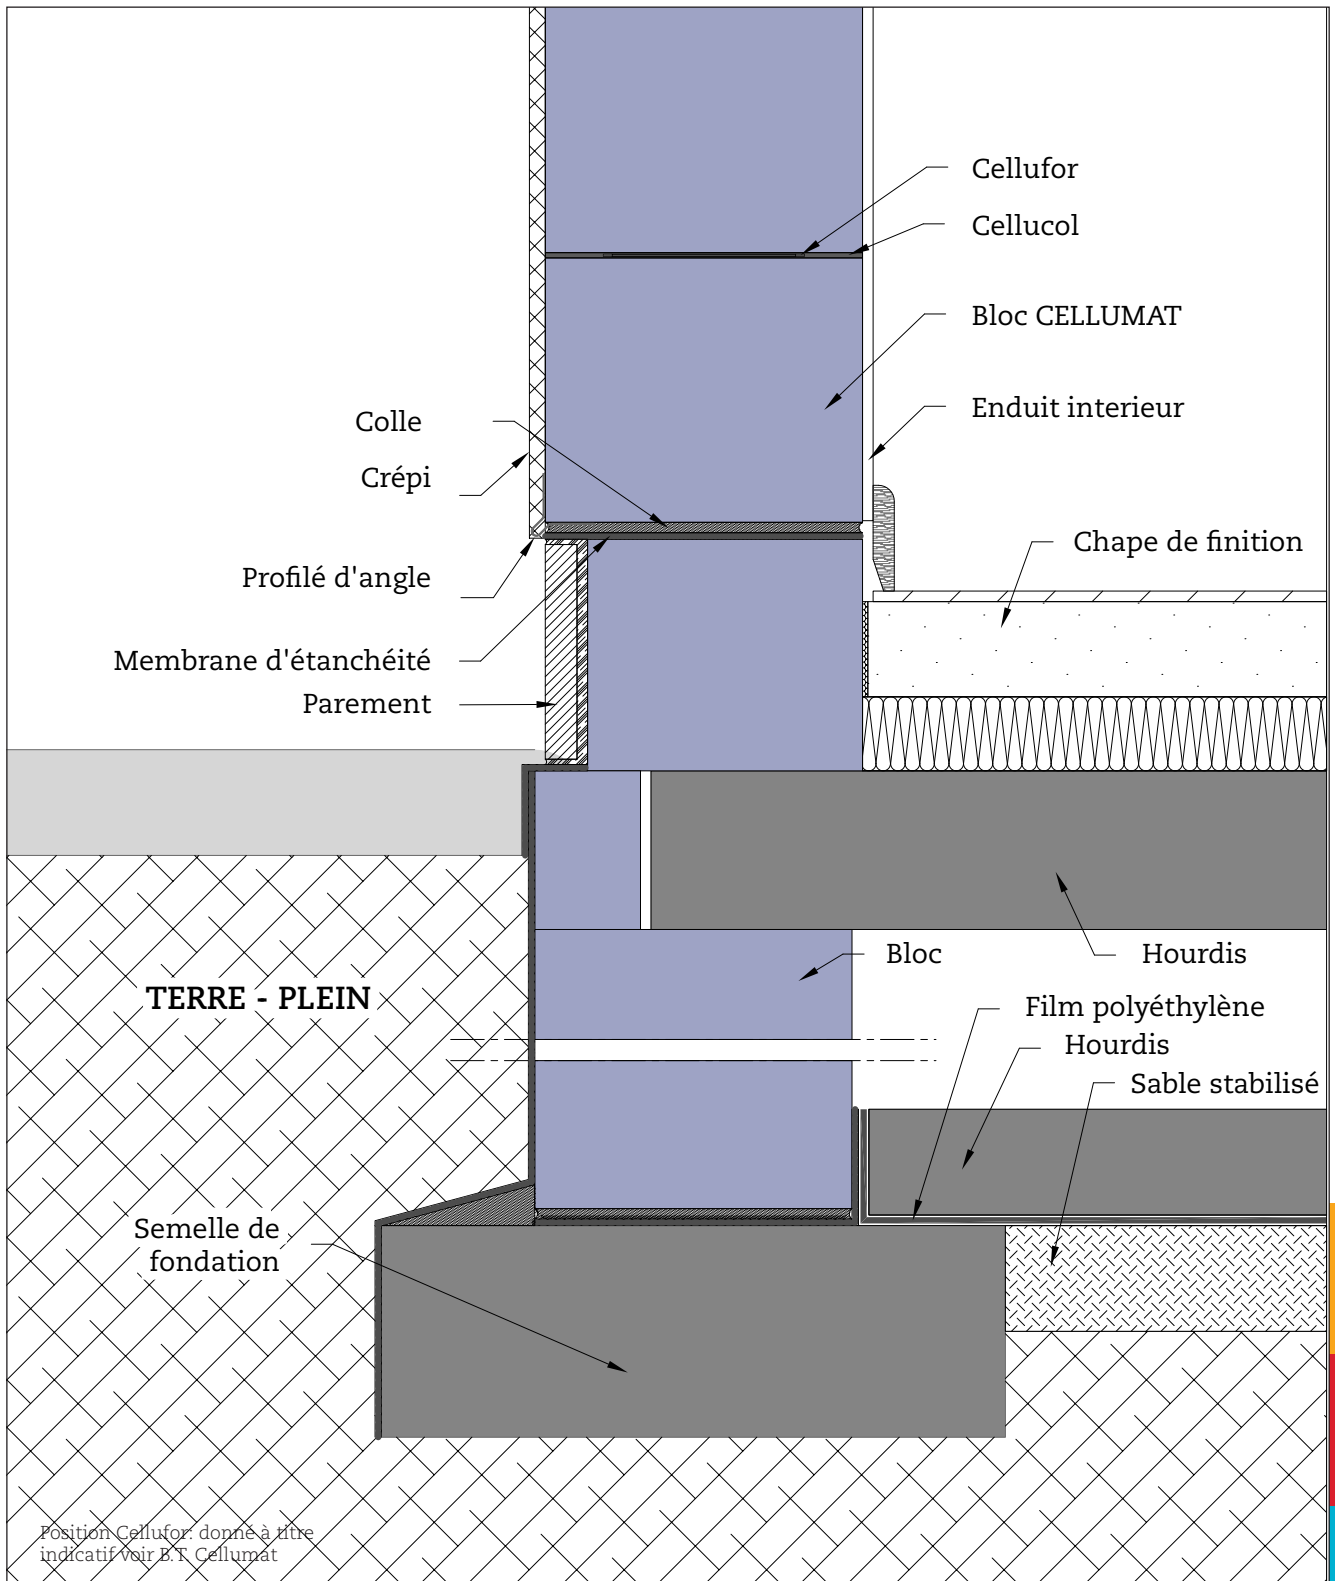 Cellufor
Cellucol
Bloc CELLUMAT
Enduit interieur
Colle
Crépi
Chape de finition
Profilé d'angle
Membrane d'étanchéité
Parement
Bloc
Hourdis
TERRE - PLEIN
Film polyéthylène
Hourdis
Sable stabilisé
Semelle de
fondation
Position Cellufor: donné à titre
indicatif voir B.T. Cellumat